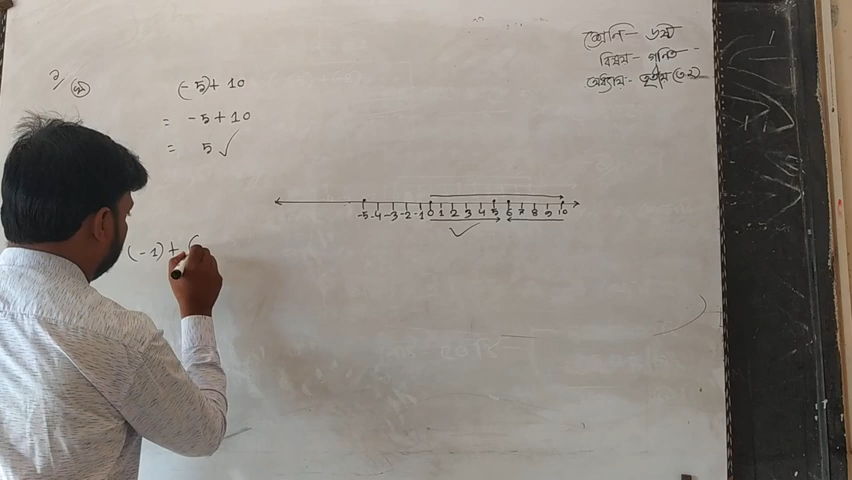 শ্রেণি - ৬ষ্ঠ
বিষয় - গণিত
অধ্যায় - তৃতীয় (৩.২)
১/
(-5)+ 10
= -5+10
= 5 ✓
-5 -4 -3 -2 -1 0 1 2 3 4 5 6 7 8 9 10
✓
(-1) + (